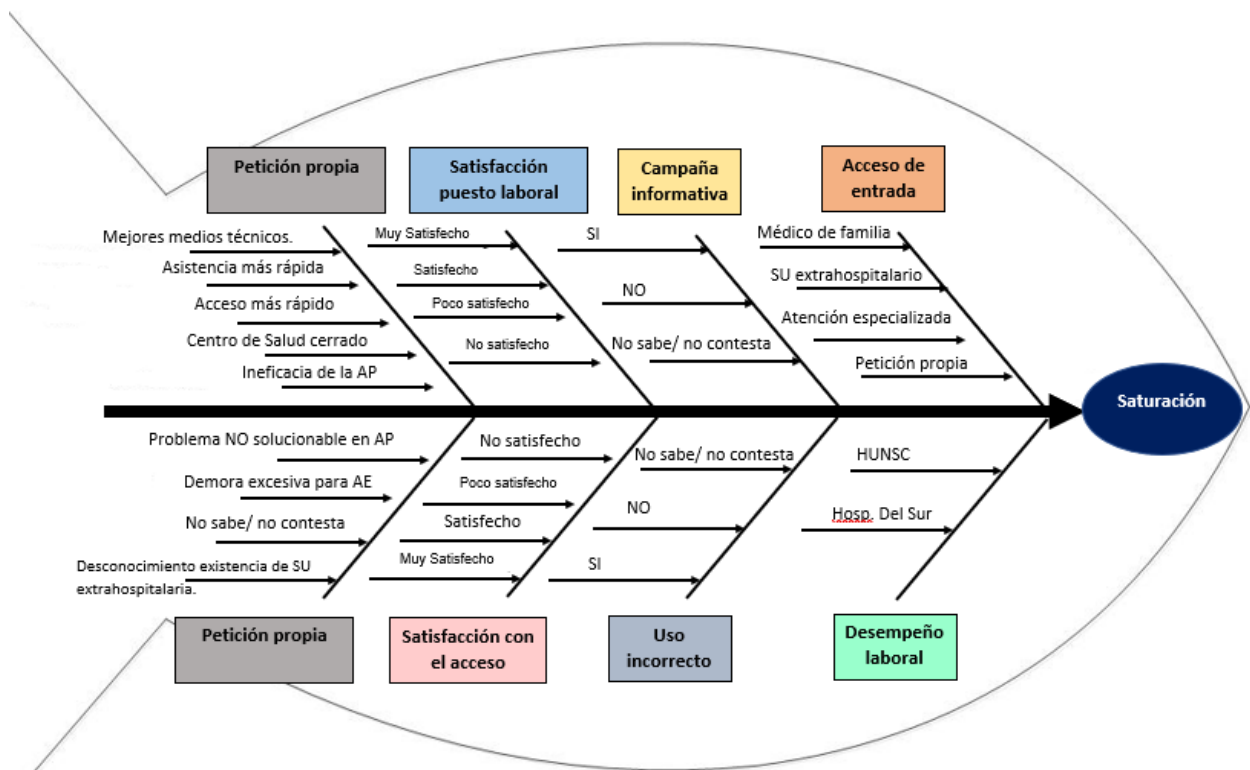 Petición propia
Satisfacción
puesto laboral
Campaña
informativa
Acceso de
entrada
Mejores medios técnicos.
Asistencia más rápida
Acceso más rápido
Centro de Salud cerrado
Ineficacia de la AP
Muy Satisfecho
Satisfecho
Poco satisfecho
No satisfecho
SI
NO
No sabe/ no contesta
Médico de familia
SU extrahospitalario
Atención especializada
Petición propia
Saturación
Problema NO solucionable en AP
Demora excesiva para AE
No sabe/ no contesta
Desconocimiento existencia de SU
extrahospitalaria.
No satisfecho
Poco satisfecho
Satisfecho
Muy Satisfecho
No sabe/ no contesta
NO
SI
HUNSC
Hosp. Del Sur
Petición propia
Satisfacción con
el acceso
Uso
incorrecto
Desempeño
laboral